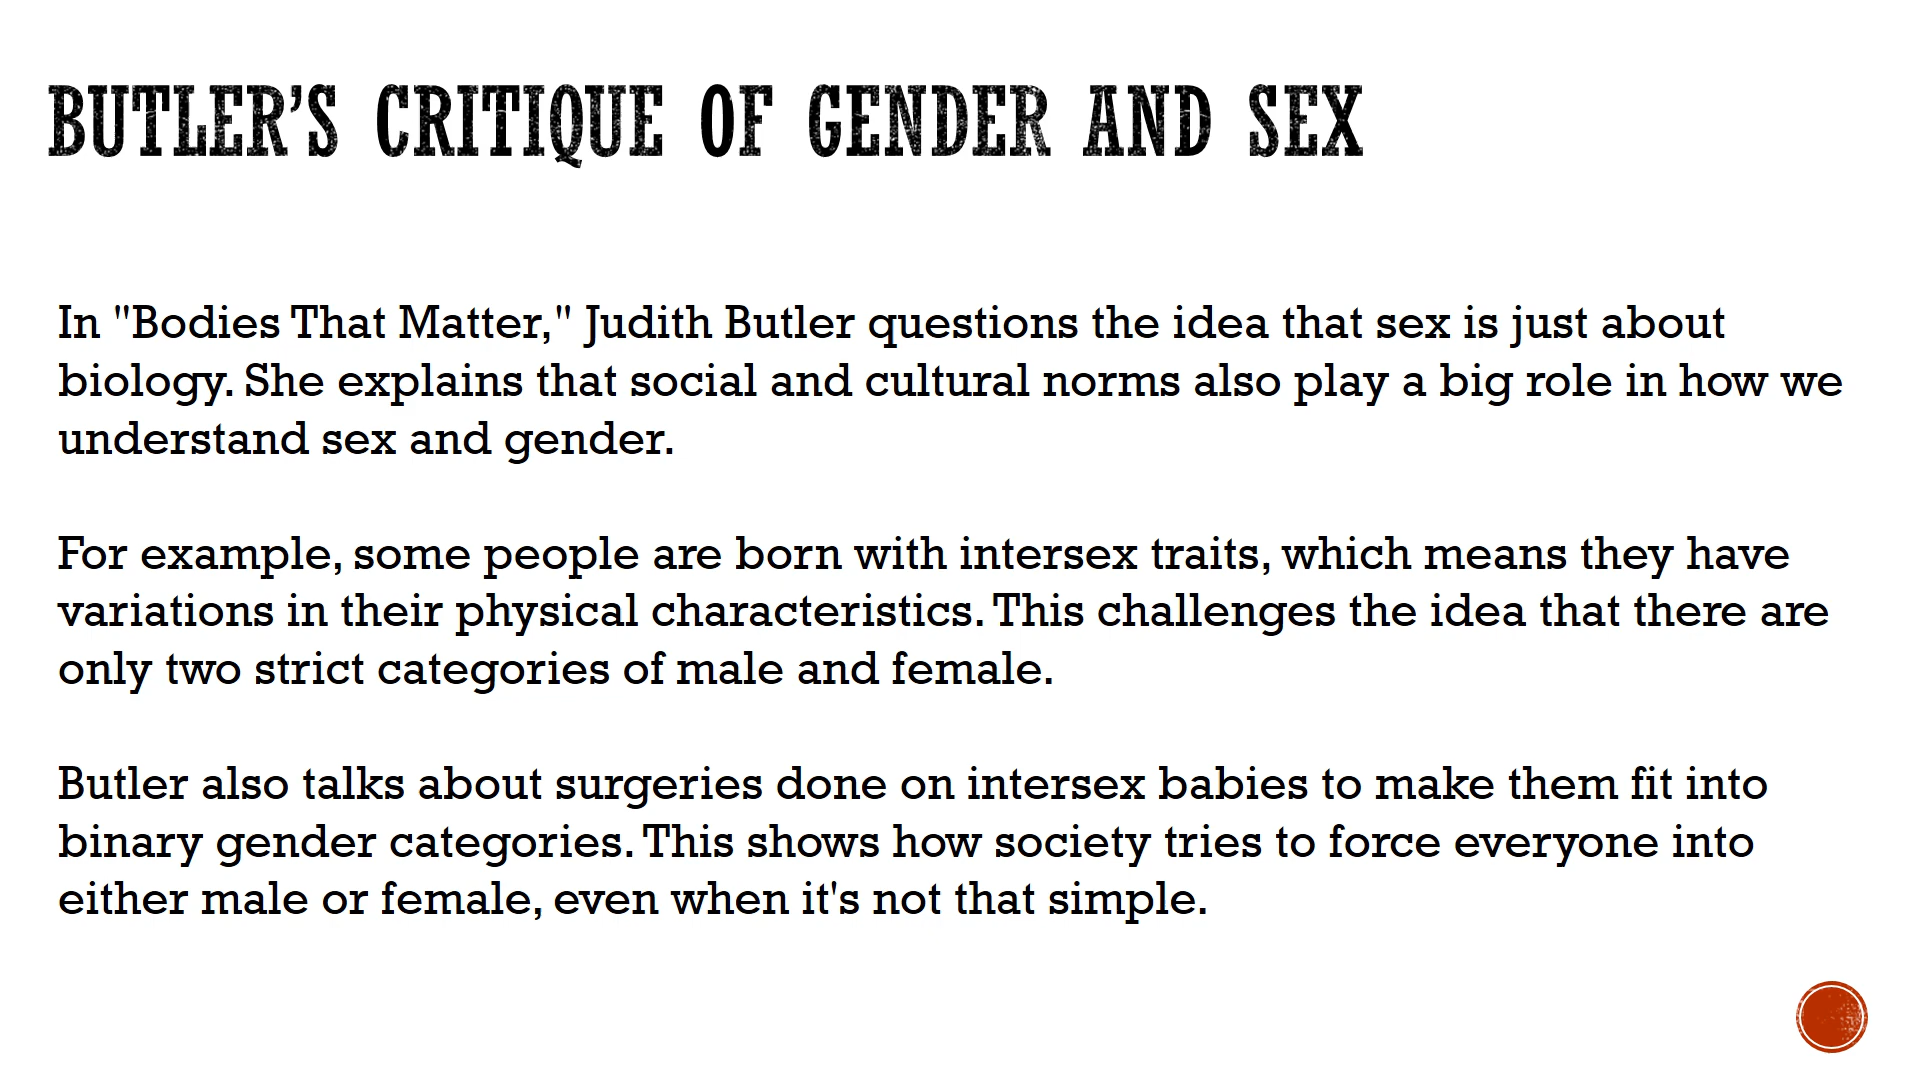 BUTLER'S CRITIQUE OF GENDER AND SEX
In "Bodies That Matter," Judith Butler questions the idea that sex is just about
biology. She explains that social and cultural norms also play a big role in how we
understand sex and gender.
For example, some people are born with intersex traits, which means they have
variations in their physical characteristics. This challenges the idea that there are
only two strict categories of male and female.
Butler also talks about surgeries done on intersex babies to make them fit into
binary gender categories. This shows how society tries to force everyone into
either male or female, even when it's not that simple.